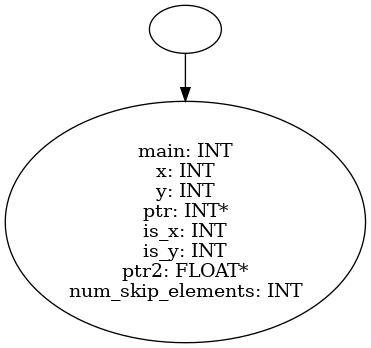 main: INT
x: INT
y: INT
ptr: INT*
is_x: INT
is_y: INT
ptr2: FLOAT*
num_skip_elements: INT